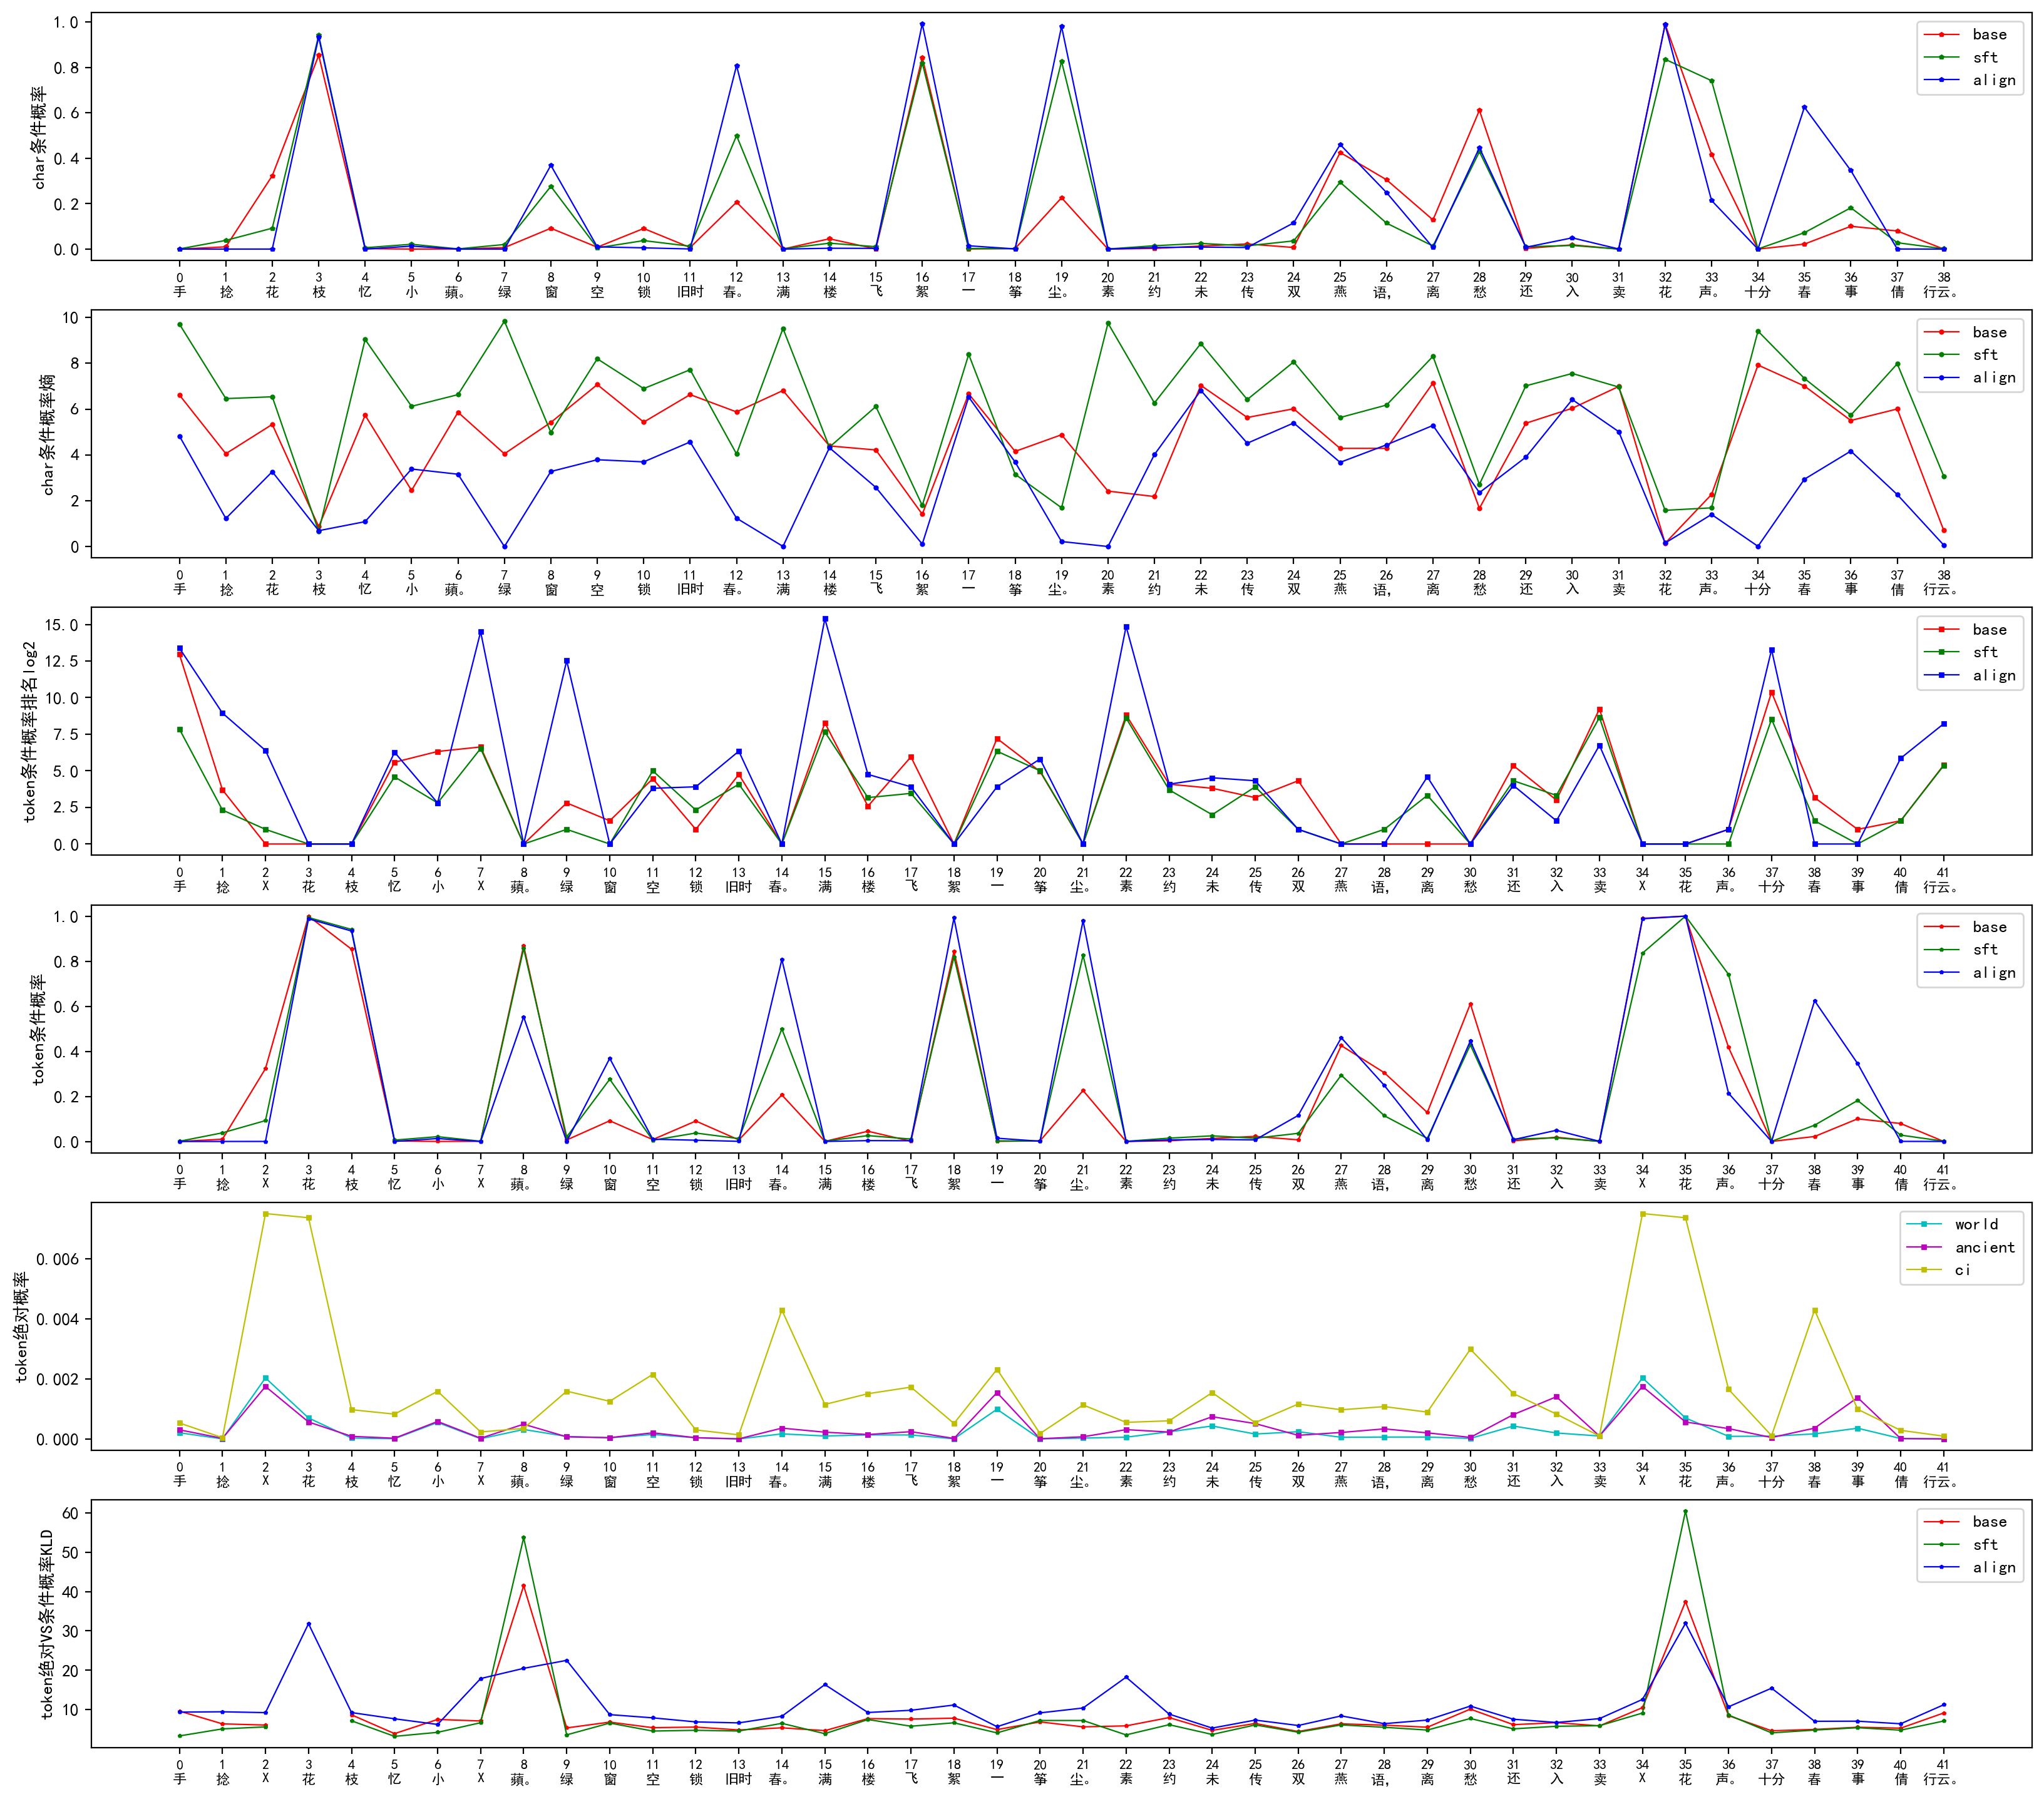 char条件概率
1.0
0.8
0.6
0.4
0.2
0.0
base
sft
align
0 1 2 3 4 5 6 7 8 9 10 11 12 13 14 15 16 17 18 19 20 21 22 23 24 25 26 27 28 29 30 31 32 33 34 35 36 37 38
手 捻 花 枝 忆 小 蘋。 绿 窗 空 锁 旧时 春。 满 楼 飞 絮 一 筝 尘。 素 约 未 传 双 燕 语, 离 愁 还 入 卖 花 声。 十分 春 事 倩 行云。
char条件概率熵
10
8
6
4
2
0
base
sft
align
0 1 2 3 4 5 6 7 8 9 10 11 12 13 14 15 16 17 18 19 20 21 22 23 24 25 26 27 28 29 30 31 32 33 34 35 36 37 38
手 捻 花 枝 忆 小 蘋。 绿 窗 空 锁 旧时 春。 满 楼 飞 絮 一 筝 尘。 素 约 未 传 双 燕 语, 离 愁 还 入 卖 花 声。 十分 春 事 倩 行云。
token条件概率排名log2
15.0
12.5
10.0
7.5
5.0
2.5
0.0
base
sft
align
0 1 2 3 4 5 6 7 8 9 10 11 12 13 14 15 16 17 18 19 20 21 22 23 24 25 26 27 28 29 30 31 32 33 34 35 36 37 38 39 40 41
手 捻 X 花 枝 忆 小 X 蘋。 绿 窗 空 锁 旧时 春。 满 楼 飞 絮 一 筝 尘。 素 约 未 传 双 燕 语, 离 愁 还 入 卖 X 花 声。 十分 春 事 倩 行云。
token条件概率
1.0
0.8
0.6
0.4
0.2
0.0
base
sft
align
0 1 2 3 4 5 6 7 8 9 10 11 12 13 14 15 16 17 18 19 20 21 22 23 24 25 26 27 28 29 30 31 32 33 34 35 36 37 38 39 40 41
手 捻 X 花 枝 忆 小 X 蘋。 绿 窗 空 锁 旧时 春。 满 楼 飞 絮 一 筝 尘。 素 约 未 传 双 燕 语, 离 愁 还 入 卖 X 花 声。 十分 春 事 倩 行云。
token绝对概率
0.006
0.004
0.002
0.000
world
ancient
ci
0 1 2 3 4 5 6 7 8 9 10 11 12 13 14 15 16 17 18 19 20 21 22 23 24 25 26 27 28 29 30 31 32 33 34 35 36 37 38 39 40 41
手 捻 X 花 枝 忆 小 X 蘋。 绿 窗 空 锁 旧时 春。 满 楼 飞 絮 一 筝 尘。 素 约 未 传 双 燕 语, 离 愁 还 入 卖 X 花 声。 十分 春 事 倩 行云。
token绝对VS条件概率KLD
60
50
40
30
20
10
base
sft
align
0 1 2 3 4 5 6 7 8 9 10 11 12 13 14 15 16 17 18 19 20 21 22 23 24 25 26 27 28 29 30 31 32 33 34 35 36 37 38 39 40 41
手 捻 X 花 枝 忆 小 X 蘋。 绿 窗 空 锁 旧时 春。 满 楼 飞 絮 一 筝 尘。 素 约 未 传 双 燕 语, 离 愁 还 入 卖 X 花 声。 十分 春 事 倩 行云。